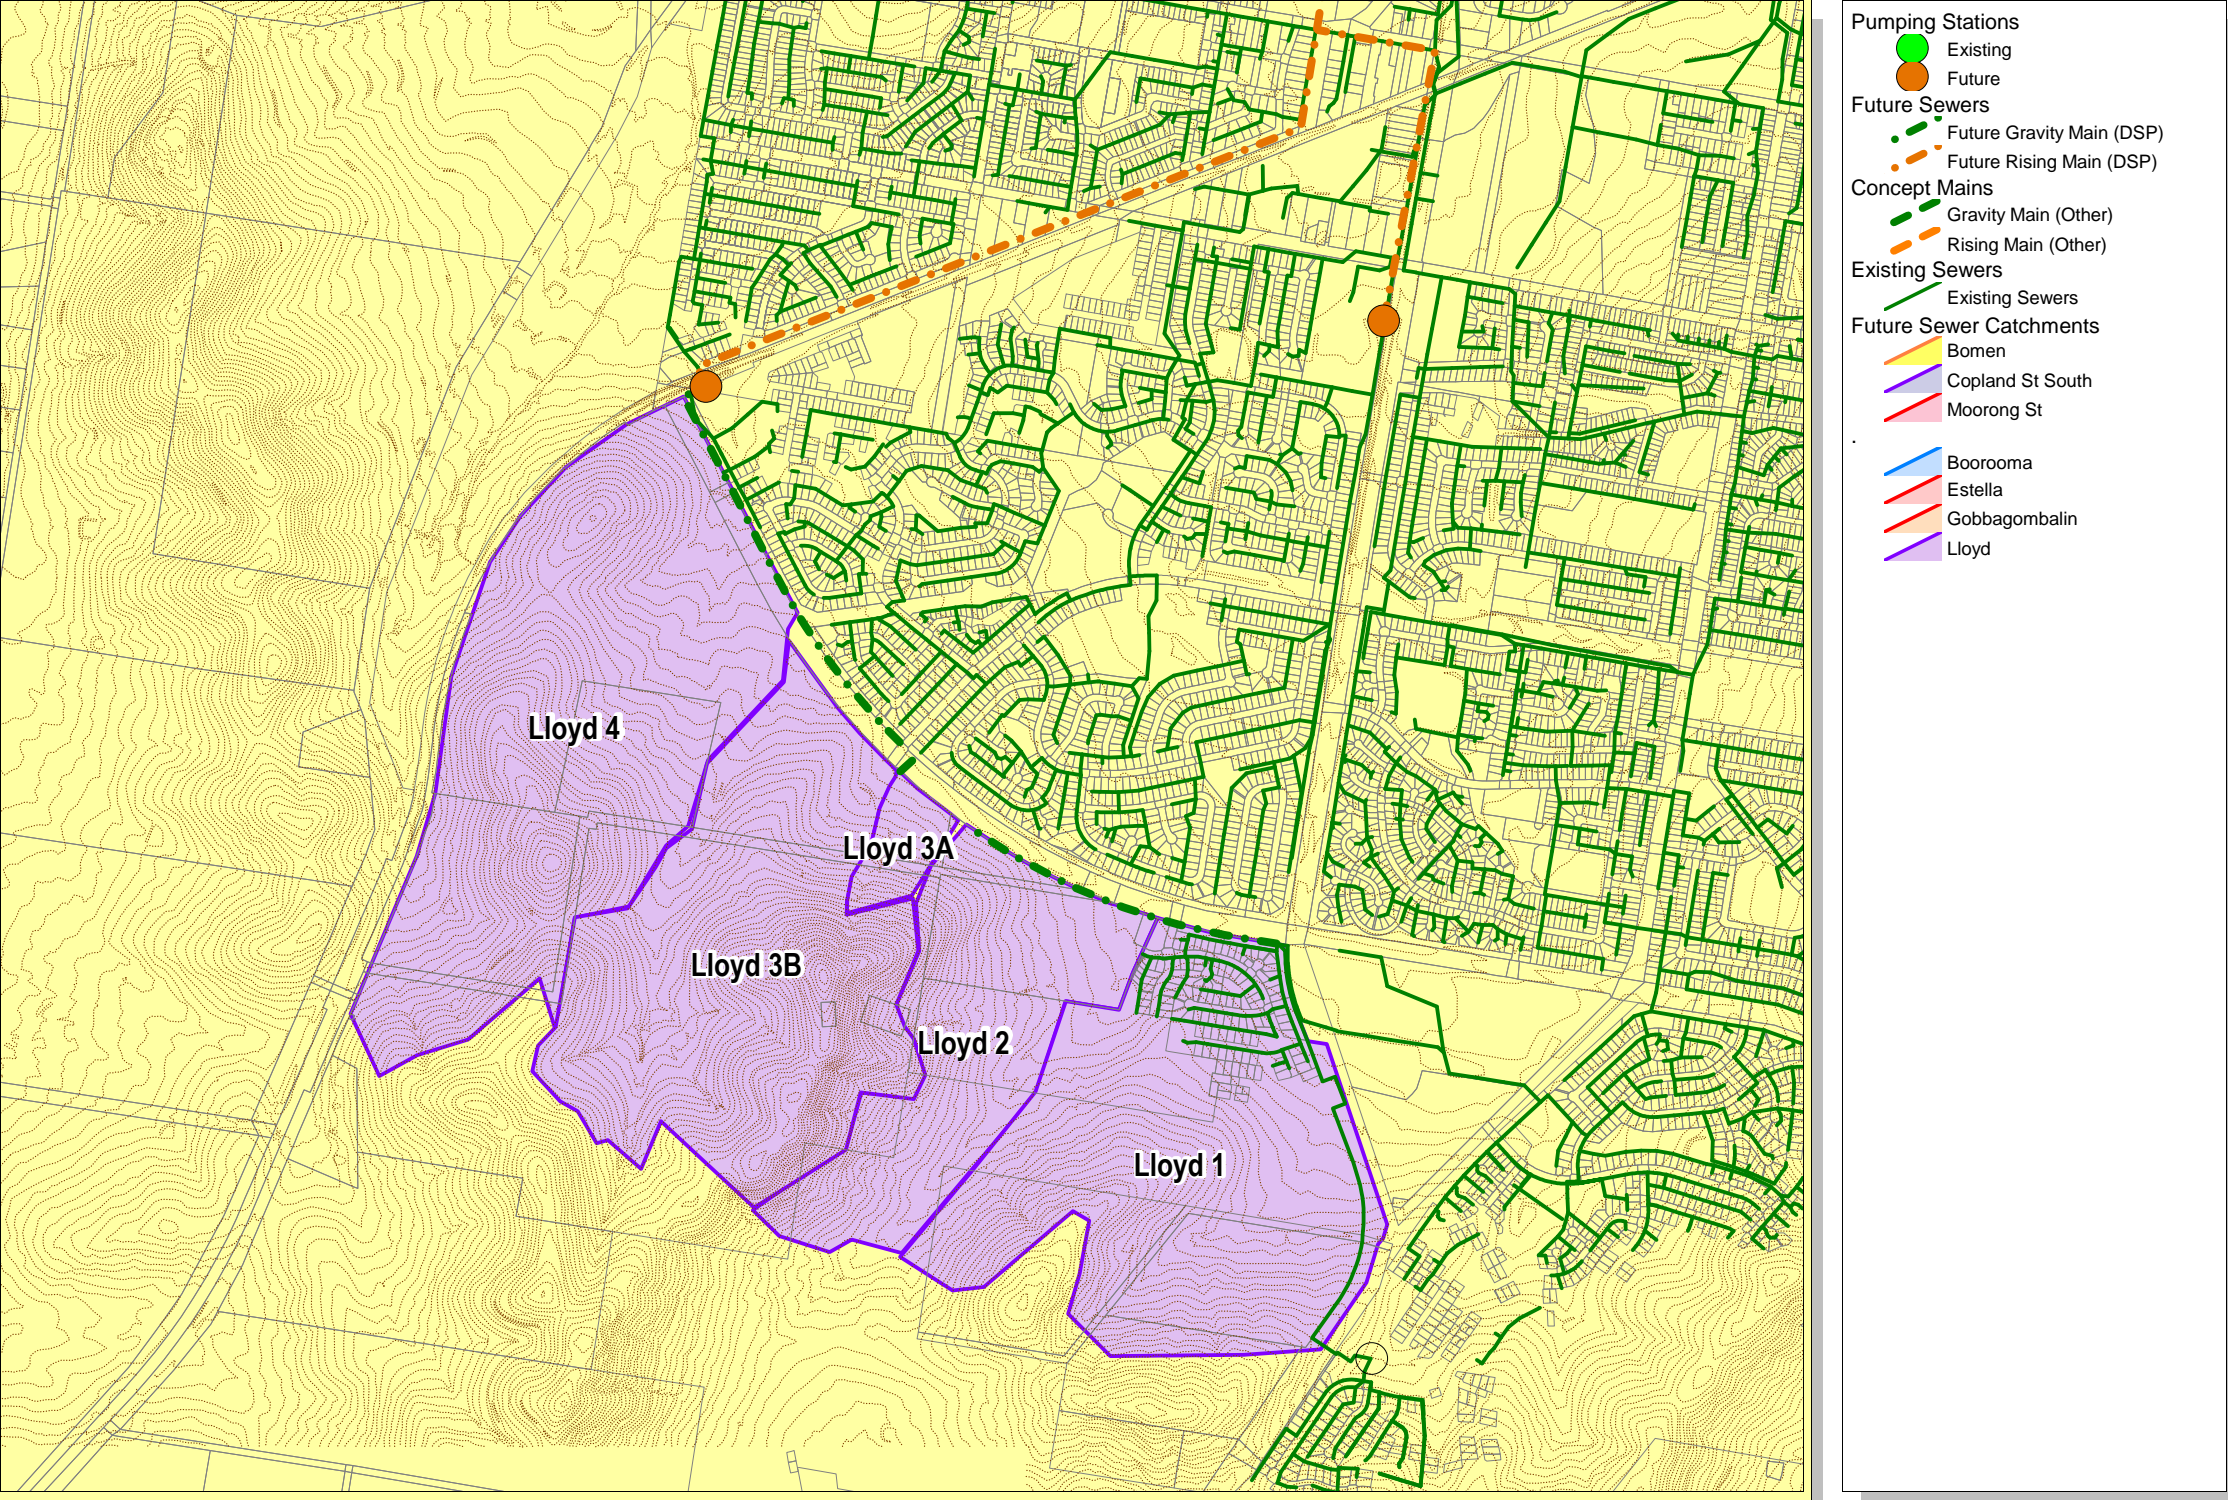 Lloyd 4
Lloyd 3A
Lloyd 3B
Lloyd 2
Lloyd 1
Pumping Stations
Existing
Future
Future Sewers
Future Gravity Main (DSP)
Future Rising Main (DSP)
Concept Mains
Gravity Main (Other)
Rising Main (Other)
Existing Sewers
Existing Sewers
Future Sewer Catchments
Bomen
Copland St South
Moorong St
.
Boorooma
Estella
Gobbagombalin
Lloyd